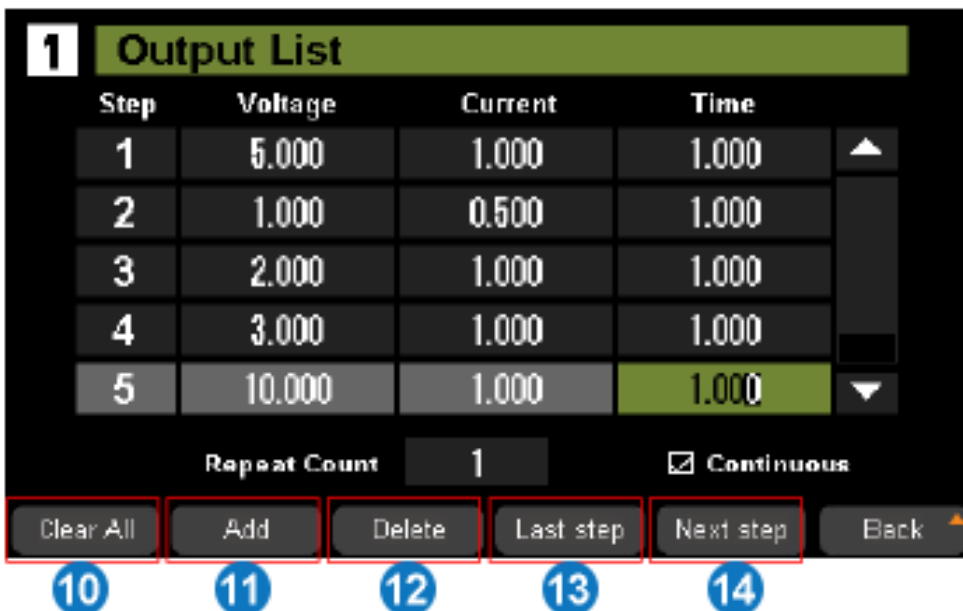 1 Output List
Step Voltage Current Time
1 5.000 1.000 1.000
2 1.000 0.500 1.000
3 2.000 1.000 1.000
4 3.000 1.000 1.000
5 10.000 1.000 1.000
Repeat Count 1 Continuous
Clear All Add Delete Last step Next step Back
10 11 12 13 14